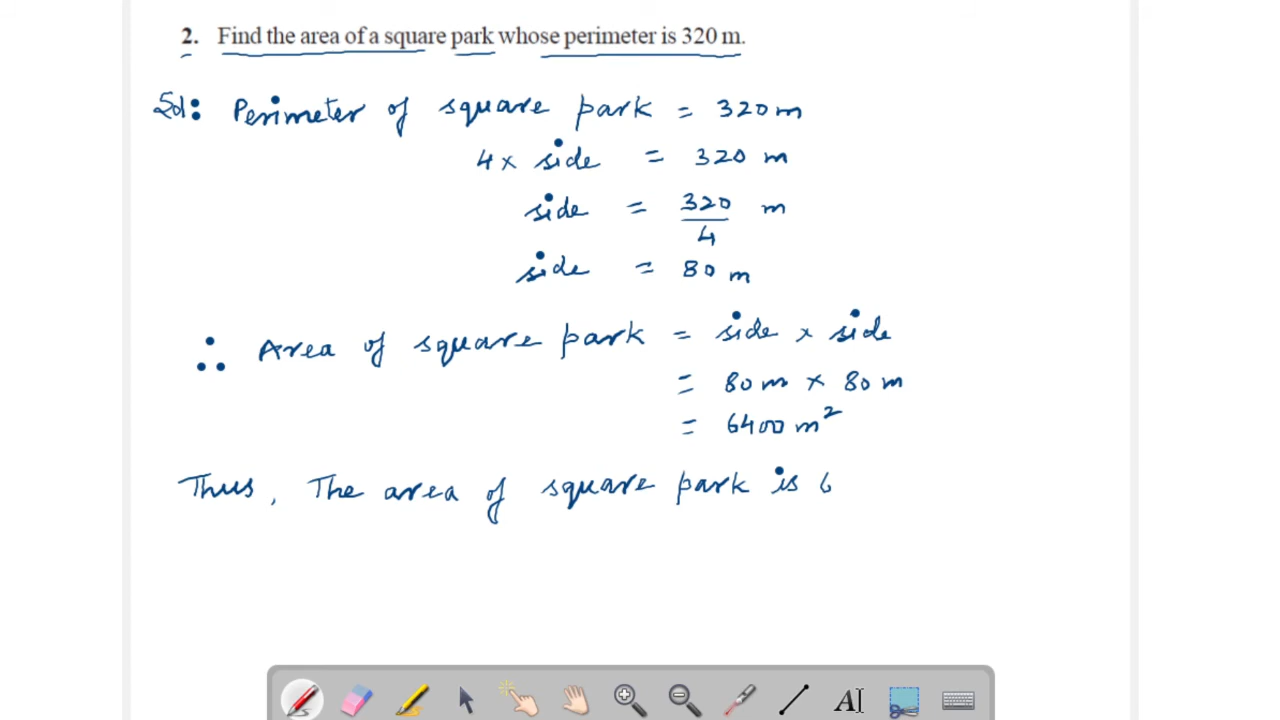 2. Find the area of a square park whose perimeter is 320 m.
Sol: Perimeter of square park = 320 m
4 × side = 320 m
side = 320/4 m
side = 80 m
∴ Area of square park = side × side
= 80 m × 80 m
= 6400 m²
Thus, The area of square park is 6
AI